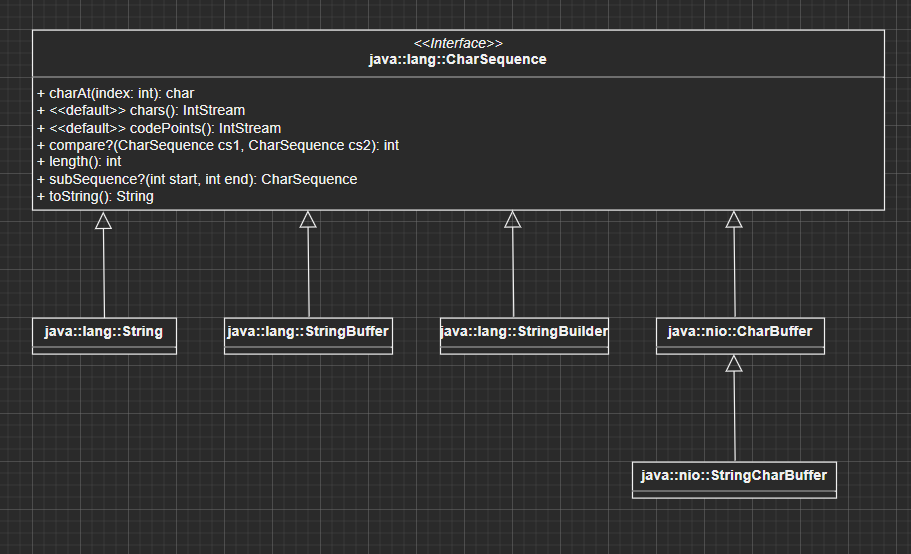 <<Interface>>
java::lang::CharSequence
+ charAt(index: int): char
+ <<default>> chars(): IntStream
+ <<default>> codePoints(): IntStream
+ compare?(CharSequence cs1, CharSequence cs2): int
+ length(): int
+ subSequence?(int start, int end): CharSequence
+ toString(): String
java::lang::String
java::lang::StringBuffer
java::lang::StringBuilder
java::nio::CharBuffer
java::nio::StringCharBuffer